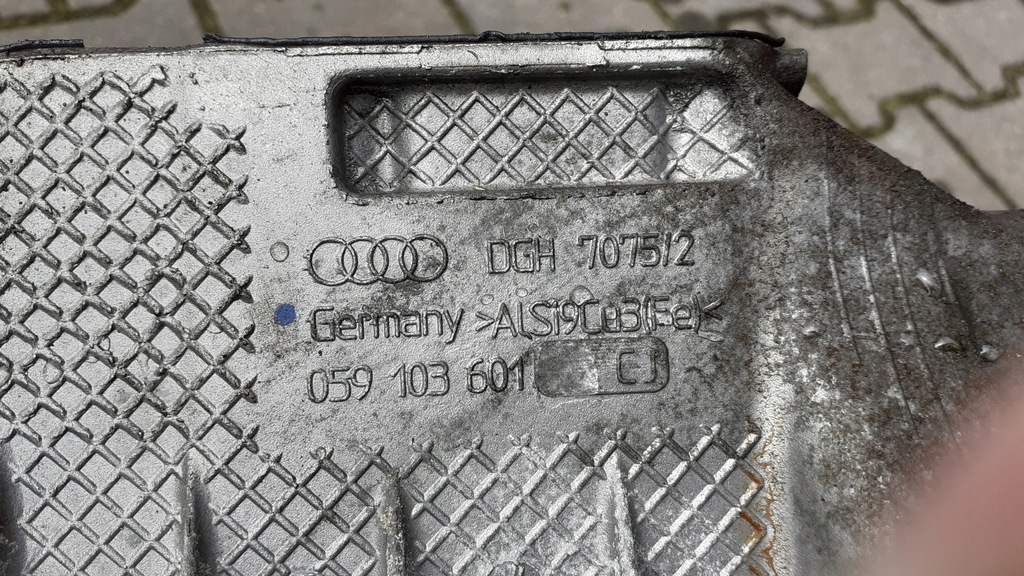 DGH 7075/2
Germany >ALSi9Cu3(Fe)<
059 103 601 CJ